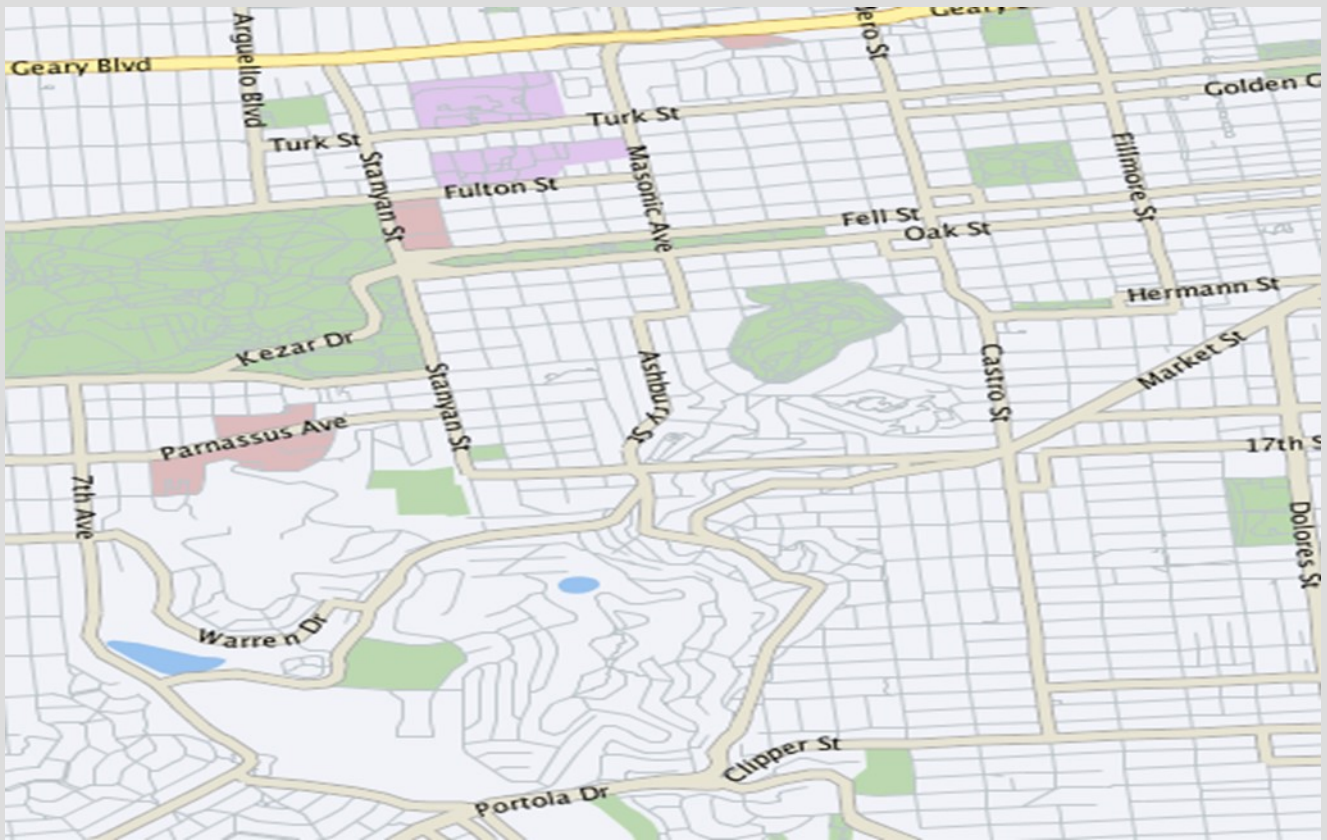 Geary Blvd
Arguello Blvd
Turk St
Stanyan St
Turk St
Fulton St
Masonic Ave
Fell St
Oak St
Fillmore St
Golden
Hermann St
Kezar Dr
Stanyan St
Ashbury St
Castro St
Market St
Parnassus Ave
17th S
7th Ave
Dolores St
Warren Dr
Clipper St
Portola Dr